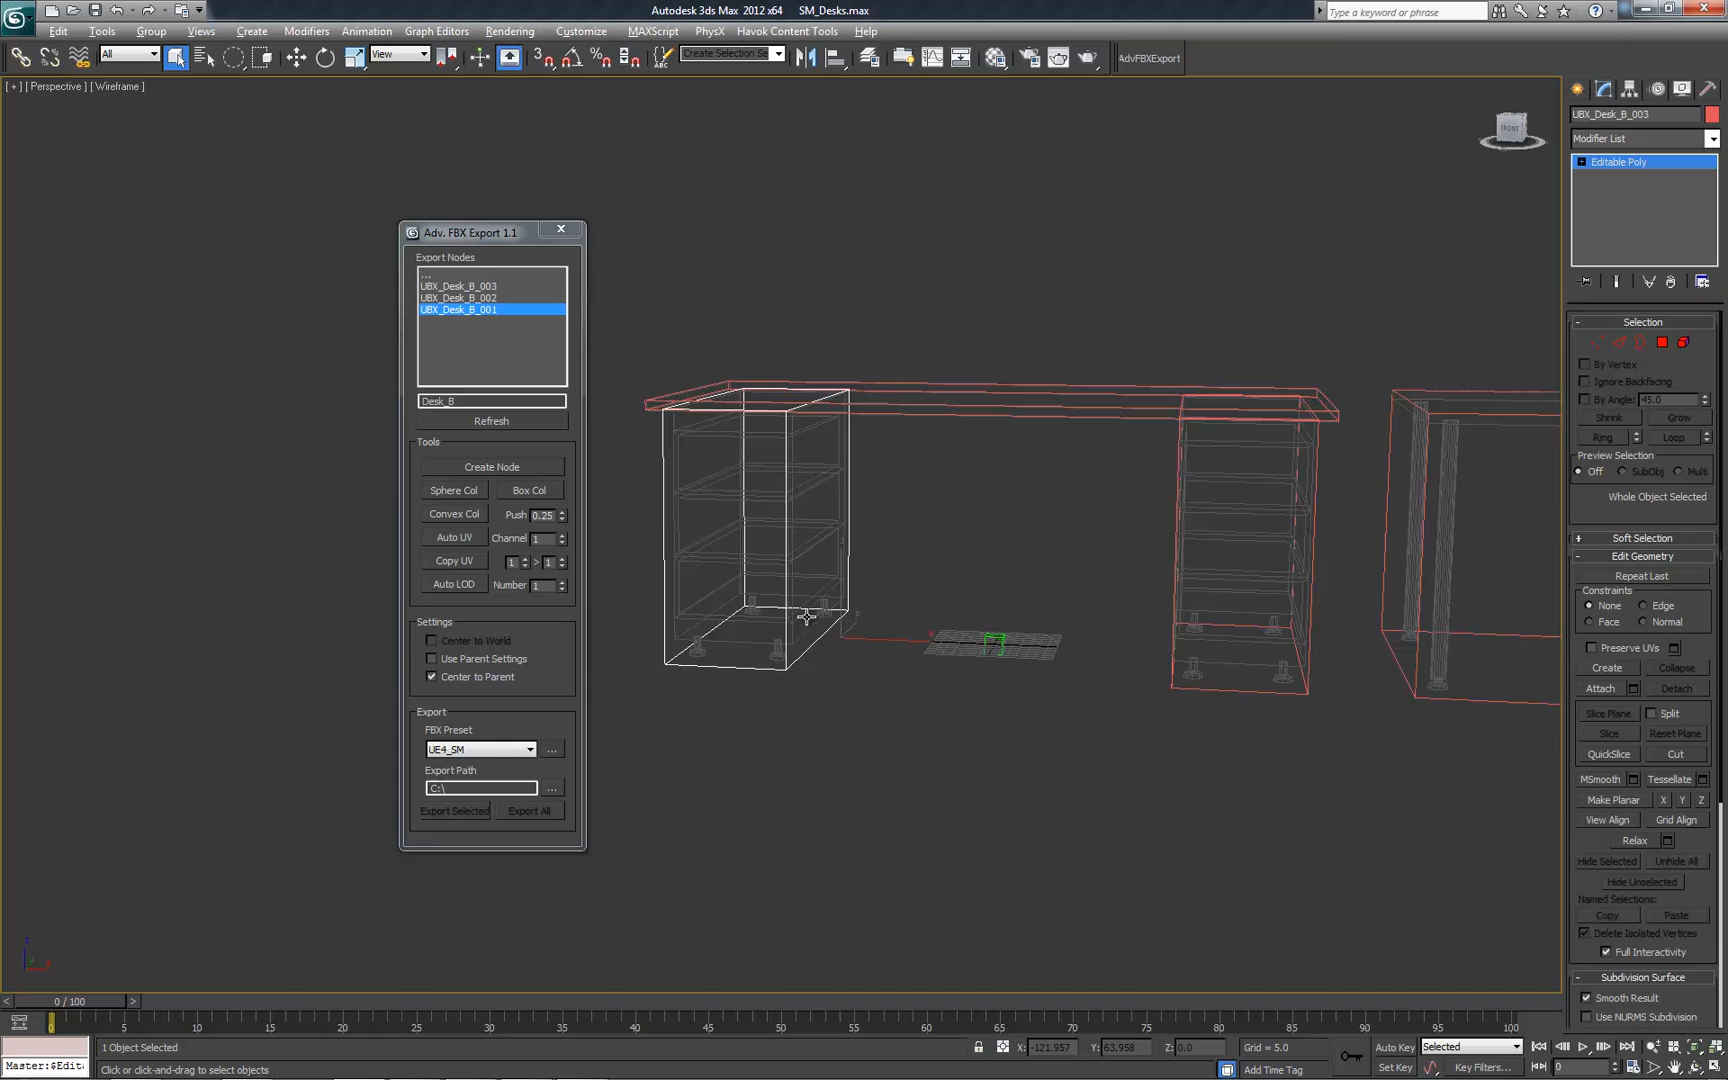 Autodesk 3ds Max 2012 x64 SM_Desks.max
Type a keyword or phrase
Edit Tools Group Views Create Modifiers Animation Graph Editors Rendering Customize MAXScript PhysX Havok Content Tools Help
All View Create Selection Se AdvFBXExport
[ + ] [ Perspective ] [ Wireframe ]
FRONT
UBX_Desk_B_003
Modifier List
Editable Poly
Adv. FBX Export 1.1
Export Nodes
...
UBX_Desk_B_003
UBX_Desk_B_002
UBX_Desk_B_001
Desk_B
Refresh
Tools
Create Node
Sphere Col Box Col
Convex Col Push 0.25
Auto UV Channel 1
Copy UV 1 > 1
Auto LOD Number 1
Settings
Center to World
Use Parent Settings
Center to Parent
Export
FBX Preset
UE4_SM ...
Export Path
C:\ ...
Export Selected Export All
Selection
By Vertex
Ignore Backfacing
By Angle: 45.0
Shrink Grow
Ring Loop
Preview Selection
Off SubObj Multi
Whole Object Selected
Soft Selection
Edit Geometry
Repeat Last
Constraints
None Edge
Face Normal
Preserve UVs
Create Collapse
Attach Detach
Slice Plane Split
Slice Reset Plane
QuickSlice Cut
MSmooth Tessellate
Make Planar X Y Z
View Align Grid Align
Relax
Hide Selected Unhide All
Hide Unselected
Named Selections:
Copy Paste
Delete Isolated Vertices
Full Interactivity
Subdivision Surface
Smooth Result
Use NURMS Subdivision
< 0 / 100 >
0 5 10 15 20 25 30 35 40 45 50 55 60 65 70 75 80 85 90 95 100
1 Object Selected X: -121.957 Y: 63.958 Z: 0.0 Grid = 5.0 Auto Key Selected
Master:$Edit: Click or click-and-drag to select objects Add Time Tag Set Key Key Filters... 0